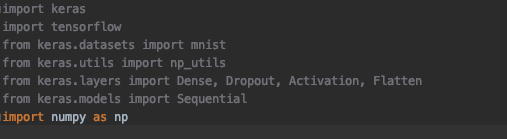 import keras
import tensorflow
from keras.datasets import mnist
from keras.utils import np_utils
from keras.layers import Dense, Dropout, Activation, Flatten
from keras.models import Sequential
import numpy as np